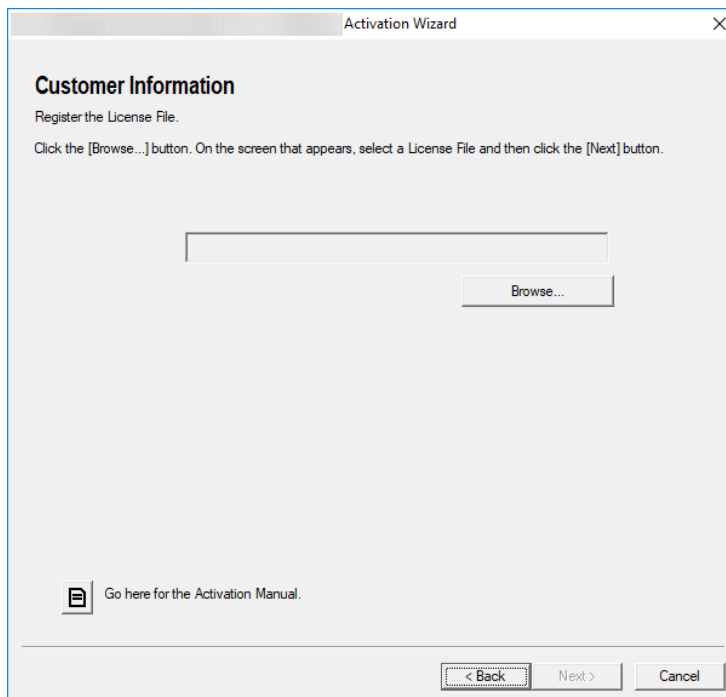 Activation Wizard
Customer Information
Register the License File.
Click the [Browse...] button. On the screen that appears, select a License File and then click the [Next] button.
Browse...
Go here for the Activation Manual.
< Back
Next >
Cancel